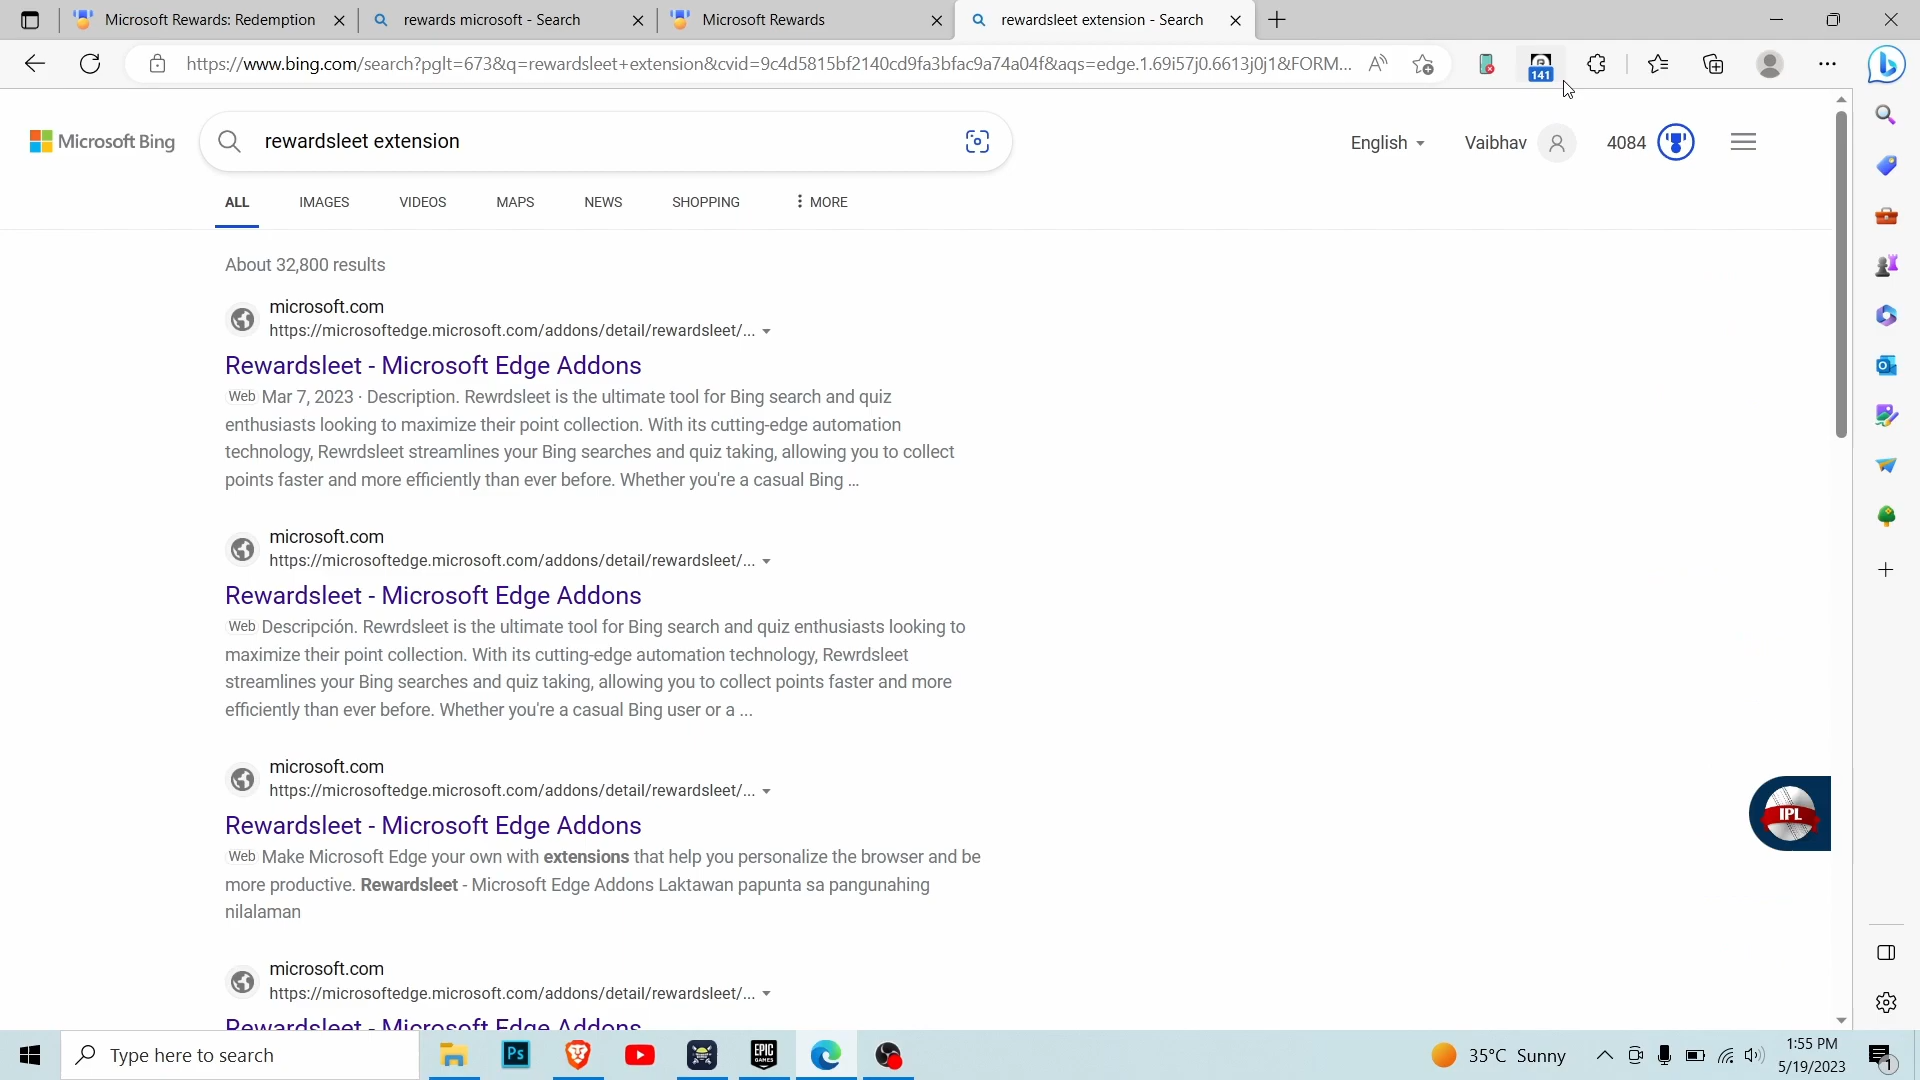 Microsoft Rewards: Redemption
rewards microsoft - Search
Microsoft Rewards
rewardsleet extension - Search
https://www.bing.com/search?pglt=673&q=rewardsleet+extension&cvid=9c4d5815bf2140cd9fa3bfac9a74a04f&aqs=edge.1.69i57j0.6613j0j1&FORM...
141
Microsoft Bing
rewardsleet extension
English
Vaibhav
4084
ALL
IMAGES
VIDEOS
MAPS
NEWS
SHOPPING
MORE
About 32,800 results
microsoft.com
https://microsoftedge.microsoft.com/addons/detail/rewardsleet/...
Rewardsleet - Microsoft Edge Addons
Web Mar 7, 2023 · Description. Rewrdsleet is the ultimate tool for Bing search and quiz
enthusiasts looking to maximize their point collection. With its cutting-edge automation
technology, Rewrdsleet streamlines your Bing searches and quiz taking, allowing you to collect
points faster and more efficiently than ever before. Whether you're a casual Bing ...
microsoft.com
https://microsoftedge.microsoft.com/addons/detail/rewardsleet/...
Rewardsleet - Microsoft Edge Addons
Web Descripción. Rewrdsleet is the ultimate tool for Bing search and quiz enthusiasts looking to
maximize their point collection. With its cutting-edge automation technology, Rewrdsleet
streamlines your Bing searches and quiz taking, allowing you to collect points faster and more
efficiently than ever before. Whether you're a casual Bing user or a ...
microsoft.com
https://microsoftedge.microsoft.com/addons/detail/rewardsleet/...
Rewardsleet - Microsoft Edge Addons
Web Make Microsoft Edge your own with extensions that help you personalize the browser and be
more productive. Rewardsleet - Microsoft Edge Addons Laktawan papunta sa pangunahing
nilalaman
IPL
microsoft.com
https://microsoftedge.microsoft.com/addons/detail/rewardsleet/...
Rewardsleet - Microsoft Edge Addons
Type here to search
Ps
EPIC
GAMES
35°C Sunny
1:55 PM
5/19/2023
1